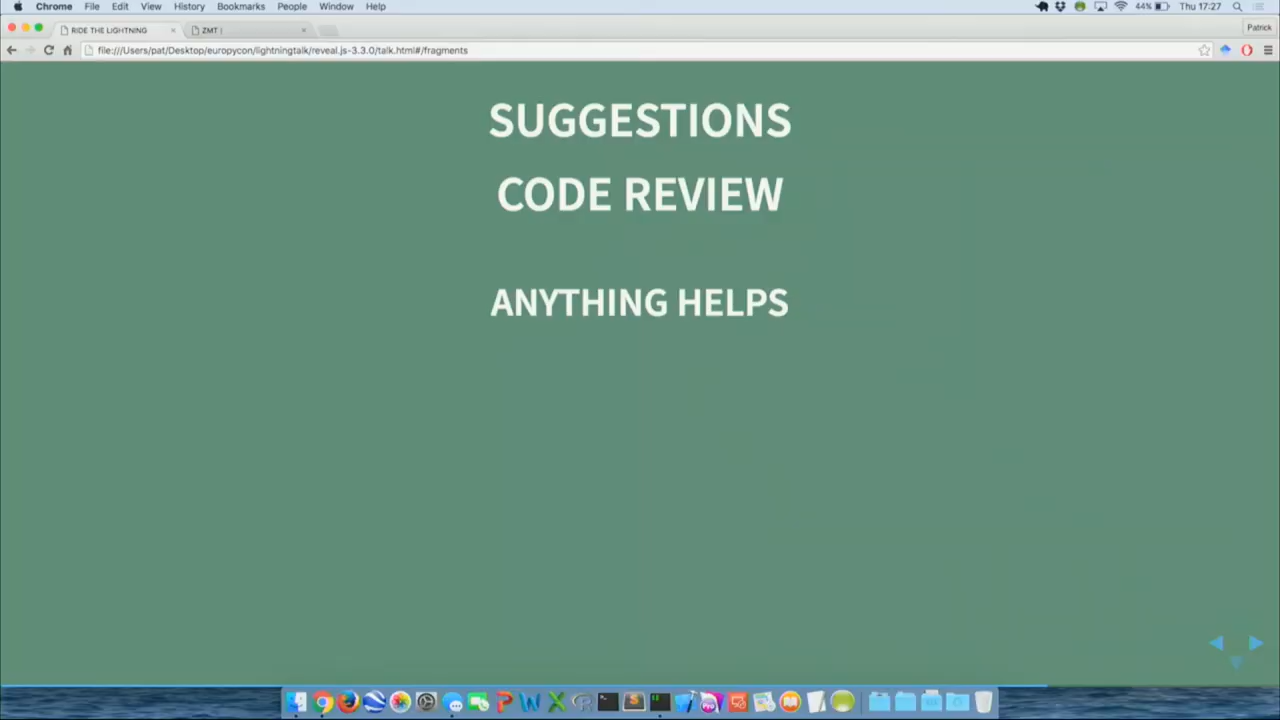 Chrome File Edit View History Bookmarks People Window Help 44% Thu 17:27
RIDE THE LIGHTNING ZMT | Patrick
file:///Users/pat/Desktop/europycon/lightningtalk/reveal.js-3.3.0/talk.html#/fragments
SUGGESTIONS
CODE REVIEW
ANYTHING HELPS